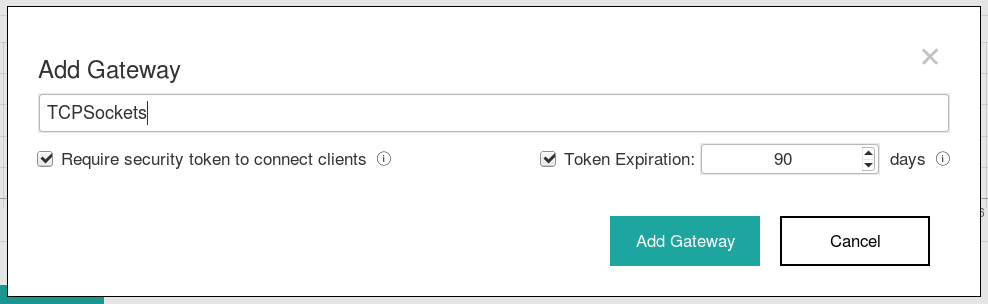 Add Gateway
TCPSockets
Require security token to connect clients
Token Expiration: 90 days
Add Gateway Cancel